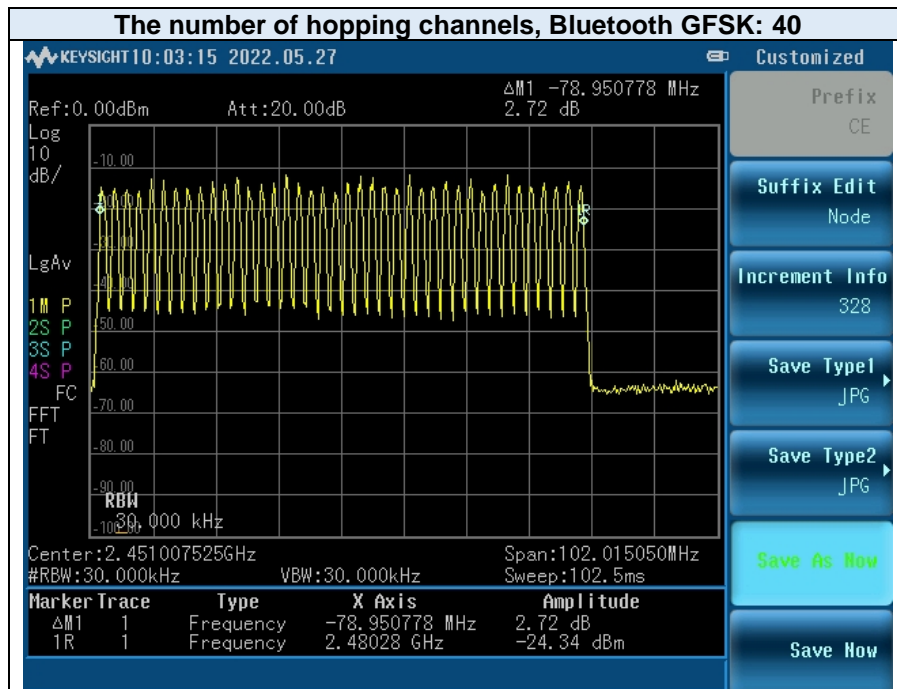 The number of hopping channels, Bluetooth GFSK: 40
KEYSIGHT 10:03:15 2022.05.27
Customized
ΔM1 -78.950778 MHz
Ref:0.00dBm Att:20.00dB 2.72 dB
Log
10
dB/
-10.00
-30.00
LgAv
-40.00
1M P
-50.00
2S P
3S P
4S P
-60.00
FC
-70.00
FFT
FT
-80.00
-90.00
RBW
30.000 kHz
-100.00
1R
Center:2.451007525GHz Span:102.015050MHz
#RBW:30.000kHz VBW:30.000kHz Sweep:102.5ms
Marker Trace Type X Axis Amplitude
ΔM1 1 Frequency -78.950778 MHz 2.72 dB
1R 1 Frequency 2.48028 GHz -24.34 dBm
Prefix
CE
Suffix Edit
Node
Increment Info
328
Save Type1
JPG
Save Type2
JPG
Save As Now
Save Now